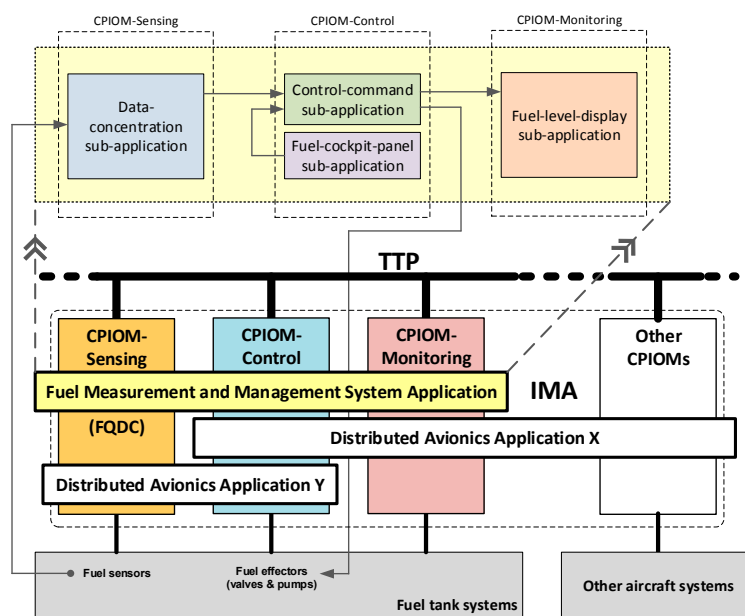 CPIOM-Sensing
CPIOM-Control
CPIOM-Monitoring
Data-
concentration
sub-application
Control-command
sub-application
Fuel-cockpit-panel
sub-application
Fuel-level-display
sub-application
TTP
CPIOM-
Sensing
CPIOM-
Control
CPIOM-
Monitoring
Other
CPIOMs
Fuel Measurement and Management System Application
IMA
(FQDC)
Distributed Avionics Application X
Distributed Avionics Application Y
Fuel sensors
Fuel effectors
(valves & pumps)
Fuel tank systems
Other aircraft systems